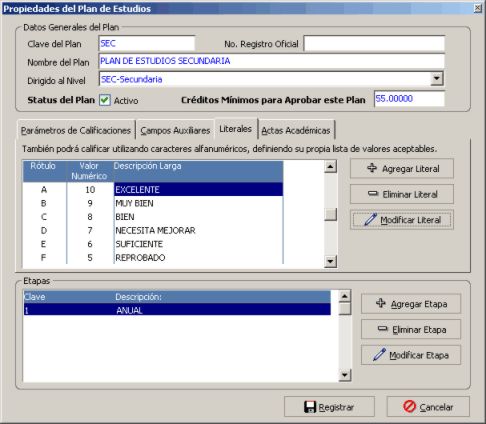 Propiedades del Plan de Estudios
Datos Generales del Plan
Clave del Plan SEC No. Registro Oficial
Nombre del Plan PLAN DE ESTUDIOS SECUNDARIA
Dirigido al Nivel SEC-Secundaria
Status del Plan Activo Créditos Mínimos para Aprobar este Plan 55.00000
Parámetros de Calificaciones Campos Auxiliares Literales Actas Académicas
También podrá calificar utilizando caracteres alfanuméricos, definiendo su propia lista de valores aceptables.
Rótulo Valor Numérico Descripción Larga
A 10 EXCELENTE
B 9 MUY BIEN
C 8 BIEN
D 7 NECESITA MEJORAR
E 6 SUFICIENTE
F 5 REPROBADO
Agregar Literal
Eliminar Literal
Modificar Literal
Etapas
Clave Descripción:
1 ANUAL
Agregar Etapa
Eliminar Etapa
Modificar Etapa
Registrar Cancelar